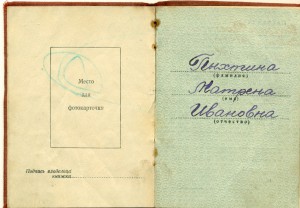 Место
для
фотокарточки
Подпись владельца
книжки
Пихтина
(фамилия)
Матрена
(имя)
Ивановна
(отчество)